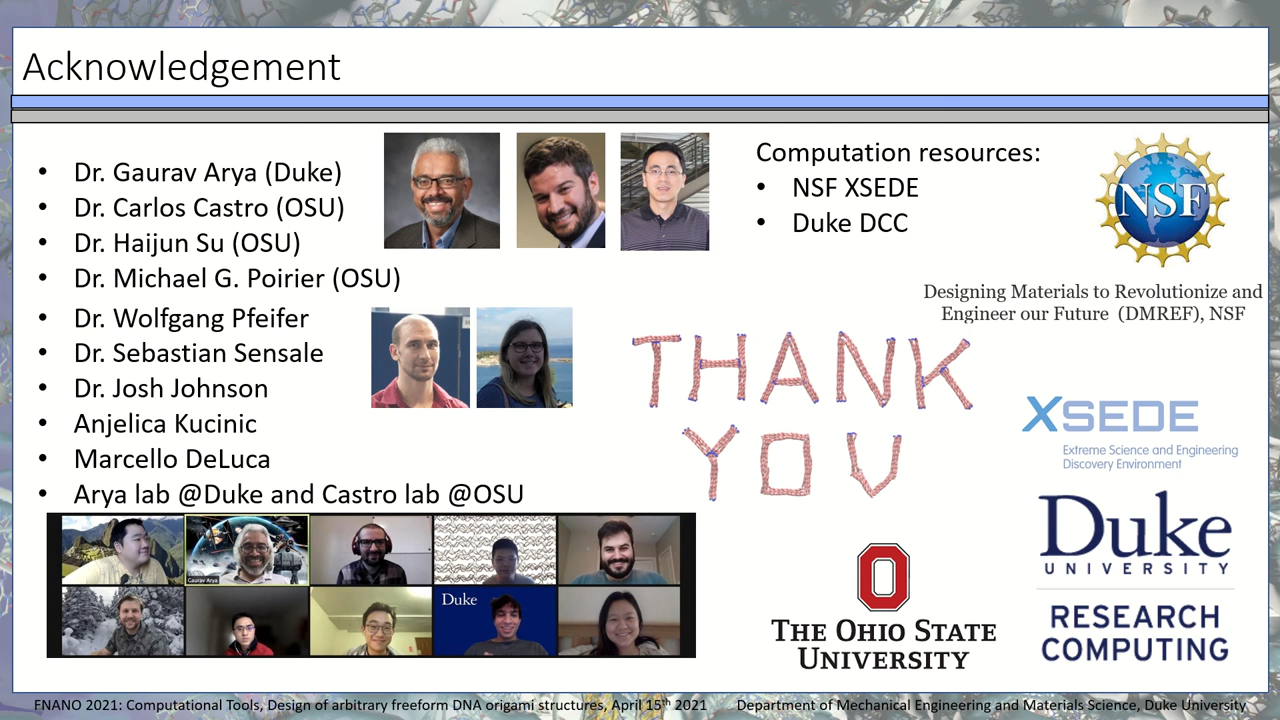 Acknowledgement
• Dr. Gaurav Arya (Duke)
• Dr. Carlos Castro (OSU)
• Dr. Haijun Su (OSU)
• Dr. Michael G. Poirier (OSU)
• Dr. Wolfgang Pfeifer
• Dr. Sebastian Sensale
• Dr. Josh Johnson
• Anjelica Kucinic
• Marcello DeLuca
• Arya lab @Duke and Castro lab @OSU
Gaurav Arya
Duke
Computation resources:
• NSF XSEDE
• Duke DCC
NSF
Designing Materials to Revolutionize and
Engineer our Future (DMREF), NSF
THANK
YOU
XSEDE
Extreme Science and Engineering
Discovery Environment
Duke
UNIVERSITY
RESEARCH
COMPUTING
O
THE OHIO STATE
UNIVERSITY
FNANO 2021: Computational Tools, Design of arbitrary freeform DNA origami structures, April 15th 2021
Department of Mechanical Engineering and Materials Science, Duke University